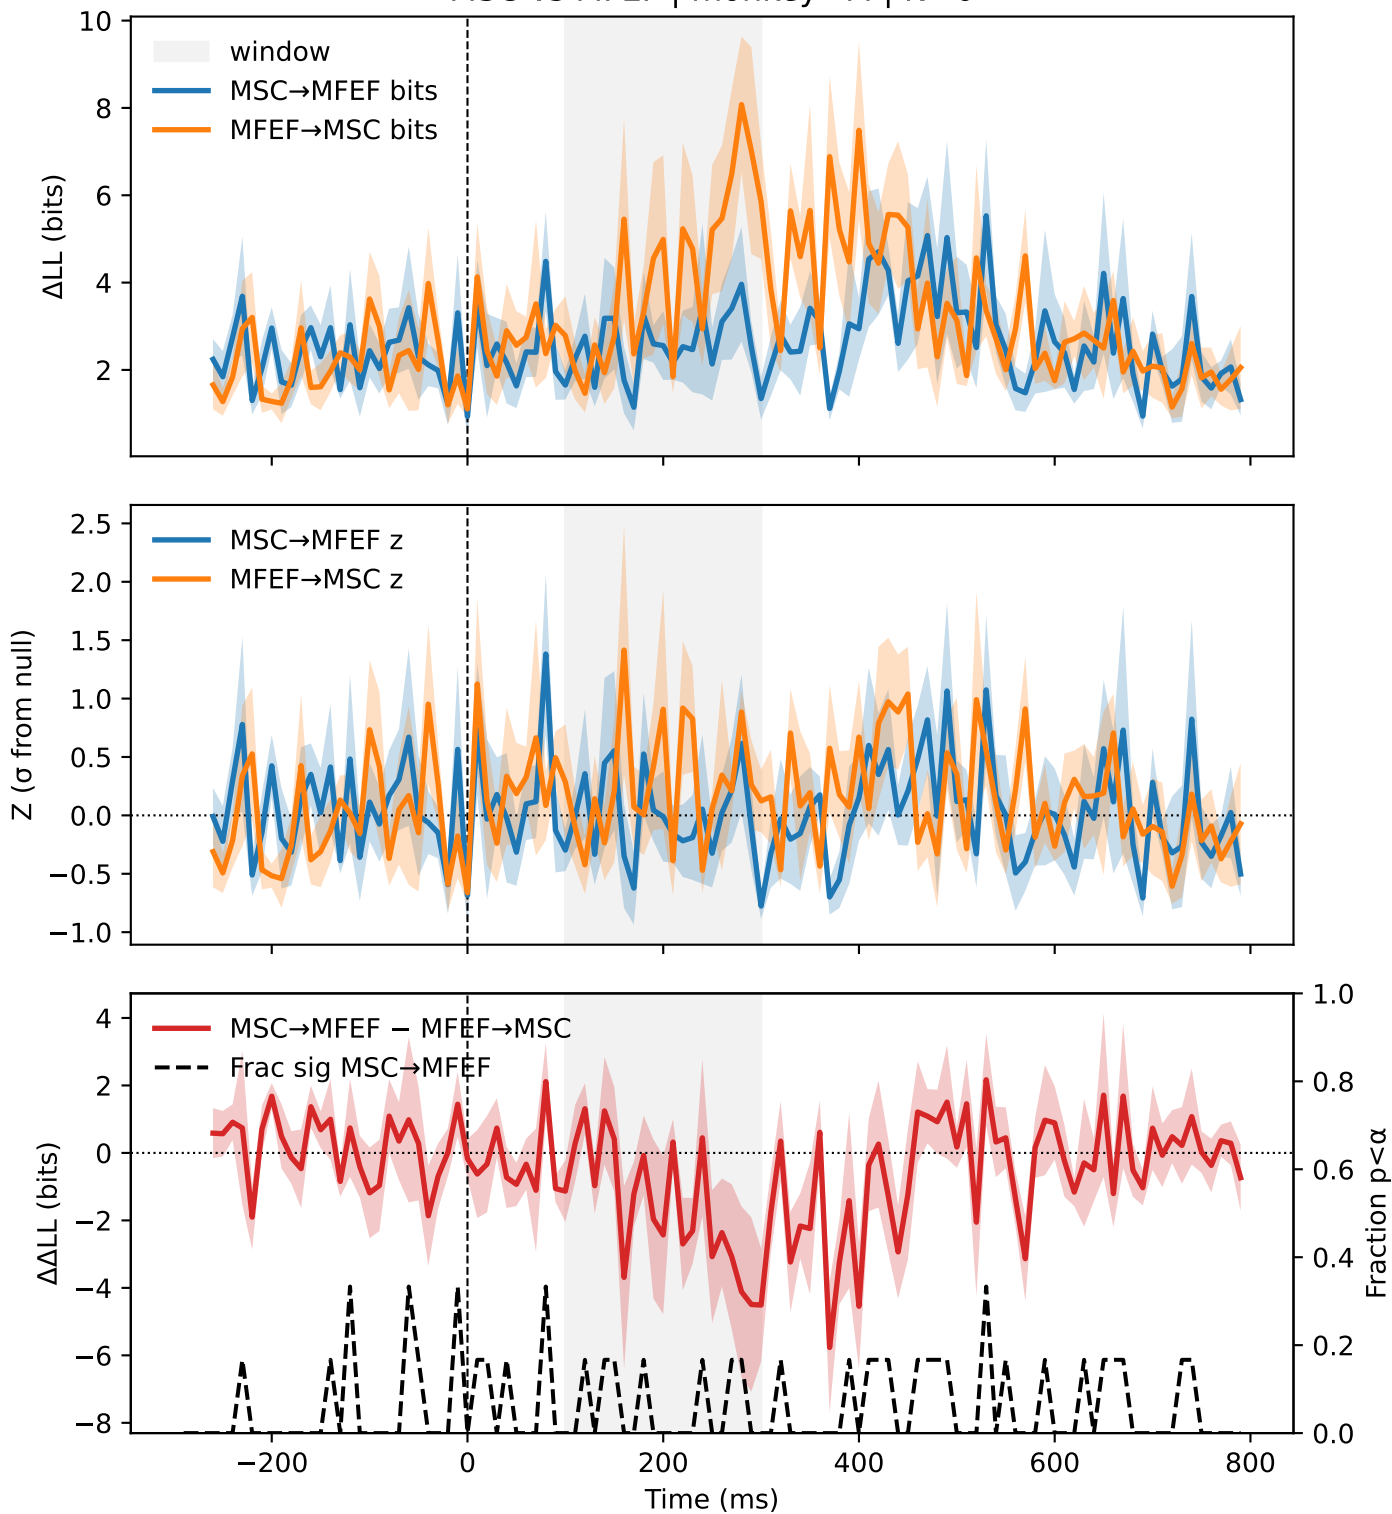 10
8
6
4
2
ΔLL (bits)
window
MSC→MFEF bits
MFEF→MSC bits
2.5
2.0
1.5
1.0
0.5
0.0
−0.5
−1.0
Z (σ from null)
MSC→MFEF z
MFEF→MSC z
4
2
0
−2
−4
−6
−8
ΔΔLL (bits)
MSC→MFEF − MFEF→MSC
Frac sig MSC→MFEF
1.0
0.8
0.6
0.4
0.2
0.0
Fraction p<α
−200
0
200
400
600
800
Time (ms)